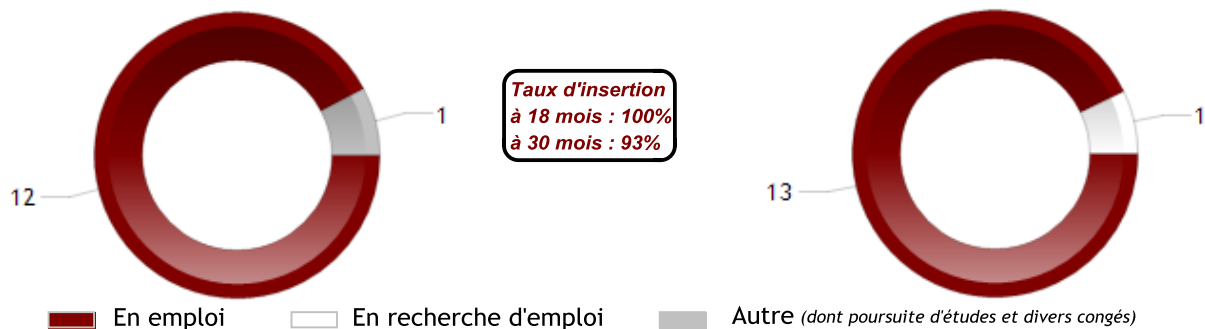 1
12
Taux d'insertion
à 18 mois : 100%
à 30 mois : 93%
1
13
En emploi
En recherche d'emploi
Autre (dont poursuite d'études et divers congés)